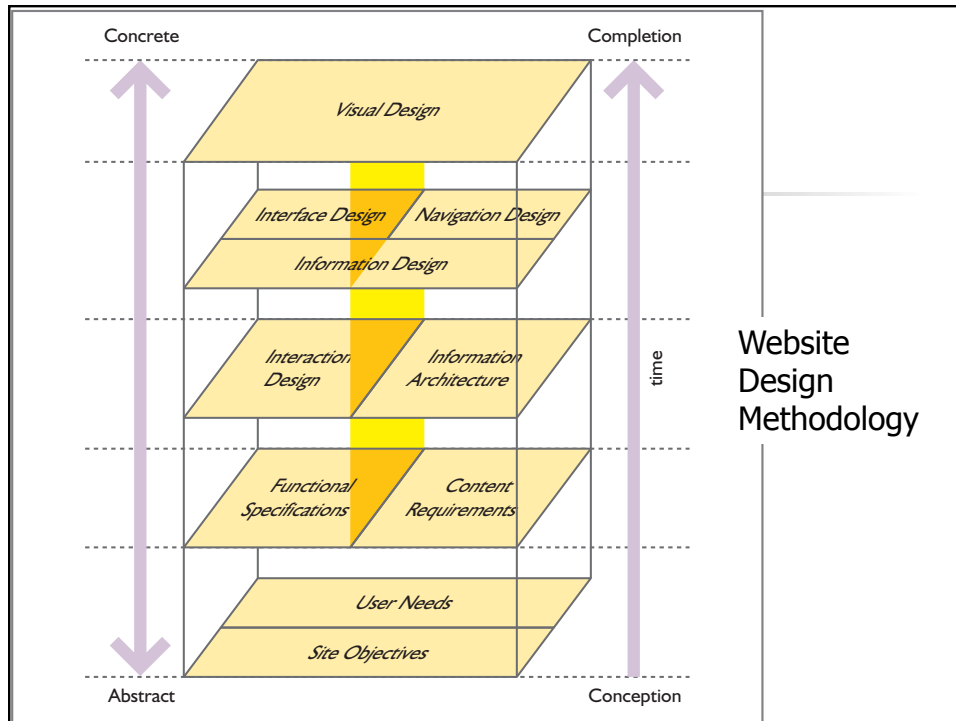 Concrete
Completion
Visual Design
Interface Design
Navigation Design
Information Design
Interaction
Design
Information
Architecture
time
Website
Design
Methodology
Functional
Specifications
Content
Requirements
User Needs
Site Objectives
Abstract
Conception